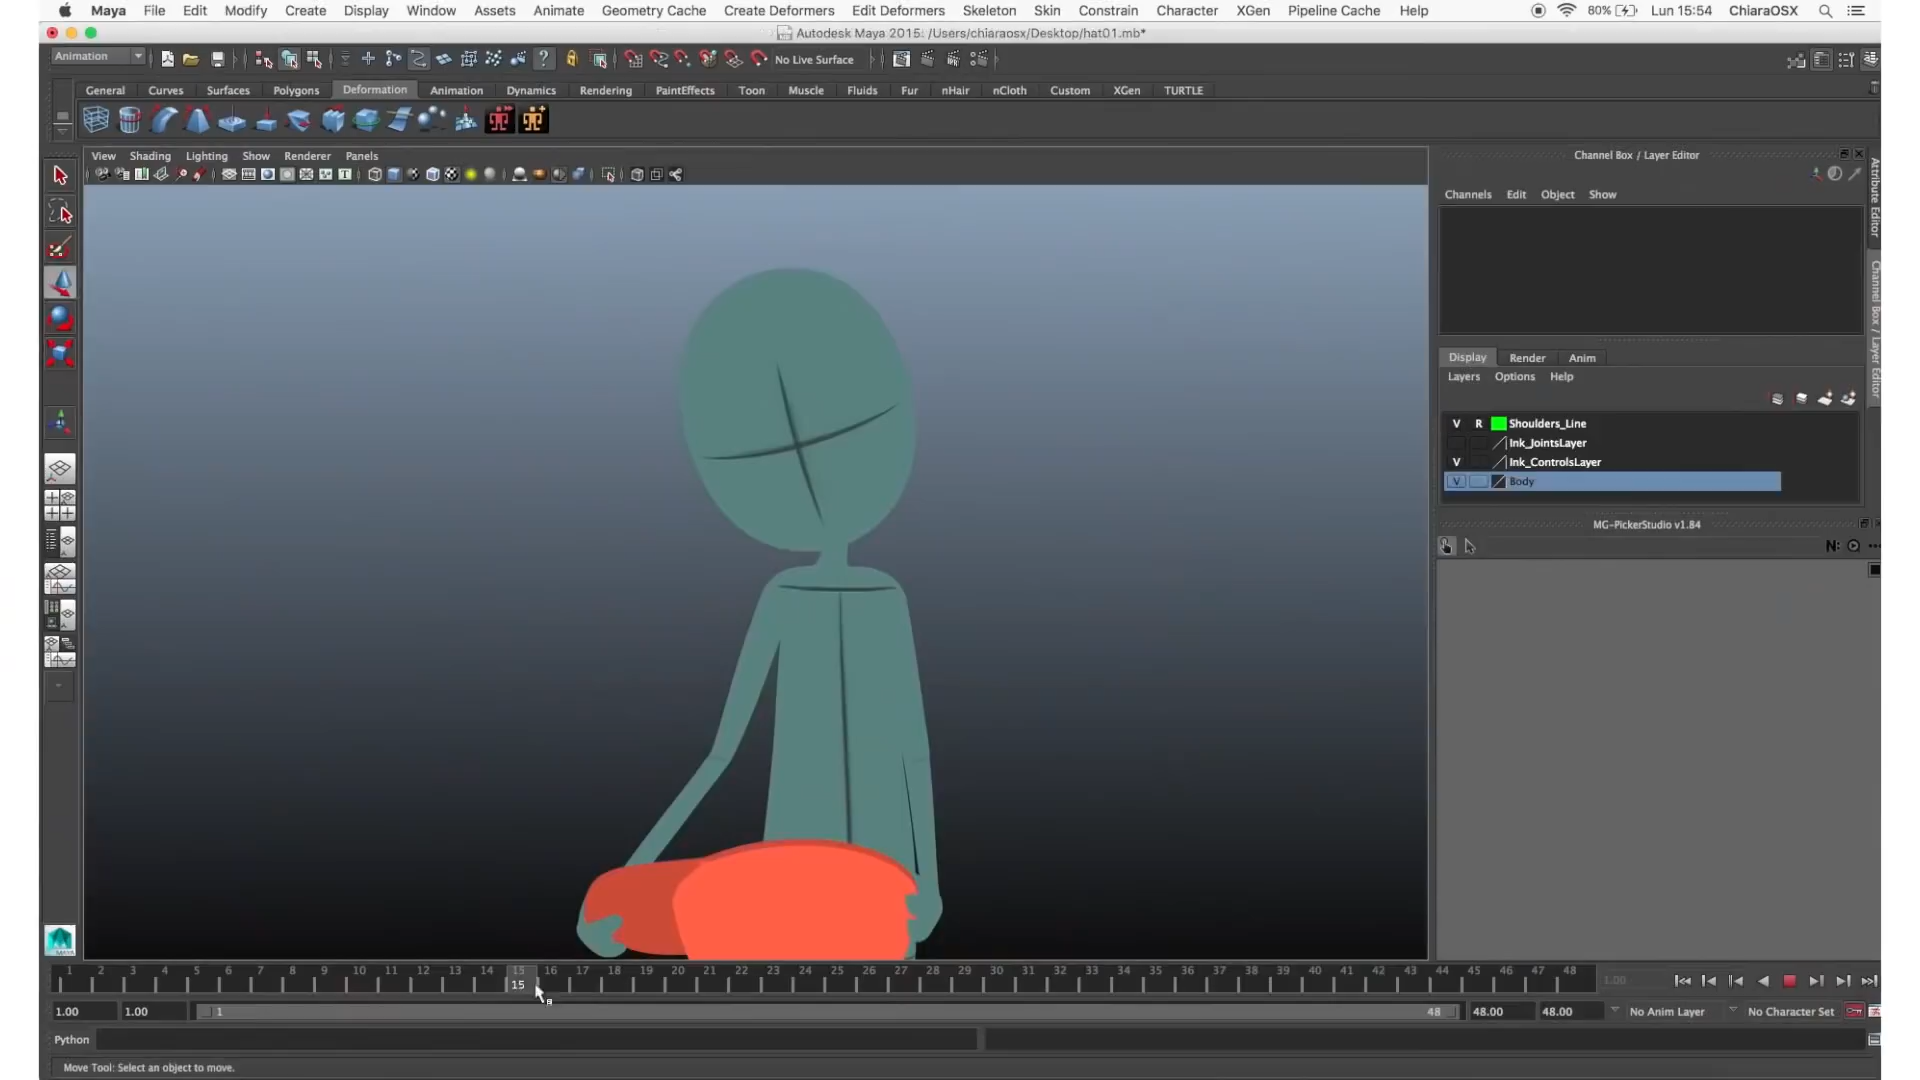 Maya File Edit Modify Create Display Window Assets Animate Geometry Cache Create Deformers Edit Deformers Skeleton Skin Constrain Character XGen Pipeline Cache Help 80% Lun 15:54 ChiaraOSX
Autodesk Maya 2015: /Users/chiaraosx/Desktop/hat01.mb*
Animation No Live Surface
General Curves Surfaces Polygons Deformation Animation Dynamics Rendering PaintEffects Toon Muscle Fluids Fur nHair nCloth Custom XGen TURTLE
View Shading Lighting Show Renderer Panels
Channel Box / Layer Editor
Channels Edit Object Show
Attribute Editor
Channel Box / Layer Editor
Display Render Anim
Layers Options Help
V R Shoulders_Line
Ink_JointsLayer
V Ink_ControlsLayer
V Body
MG-PickerStudio v1.84
N:
1 2 3 4 5 6 7 8 9 10 11 12 13 14 15 16 17 18 19 20 21 22 23 24 25 26 27 28 29 30 31 32 33 34 35 36 37 38 39 40 41 42 43 44 45 46 47 48
15 1.00
1.00 1.00 1 48 48.00 48.00 No Anim Layer No Character Set
Python
Move Tool: Select an object to move.